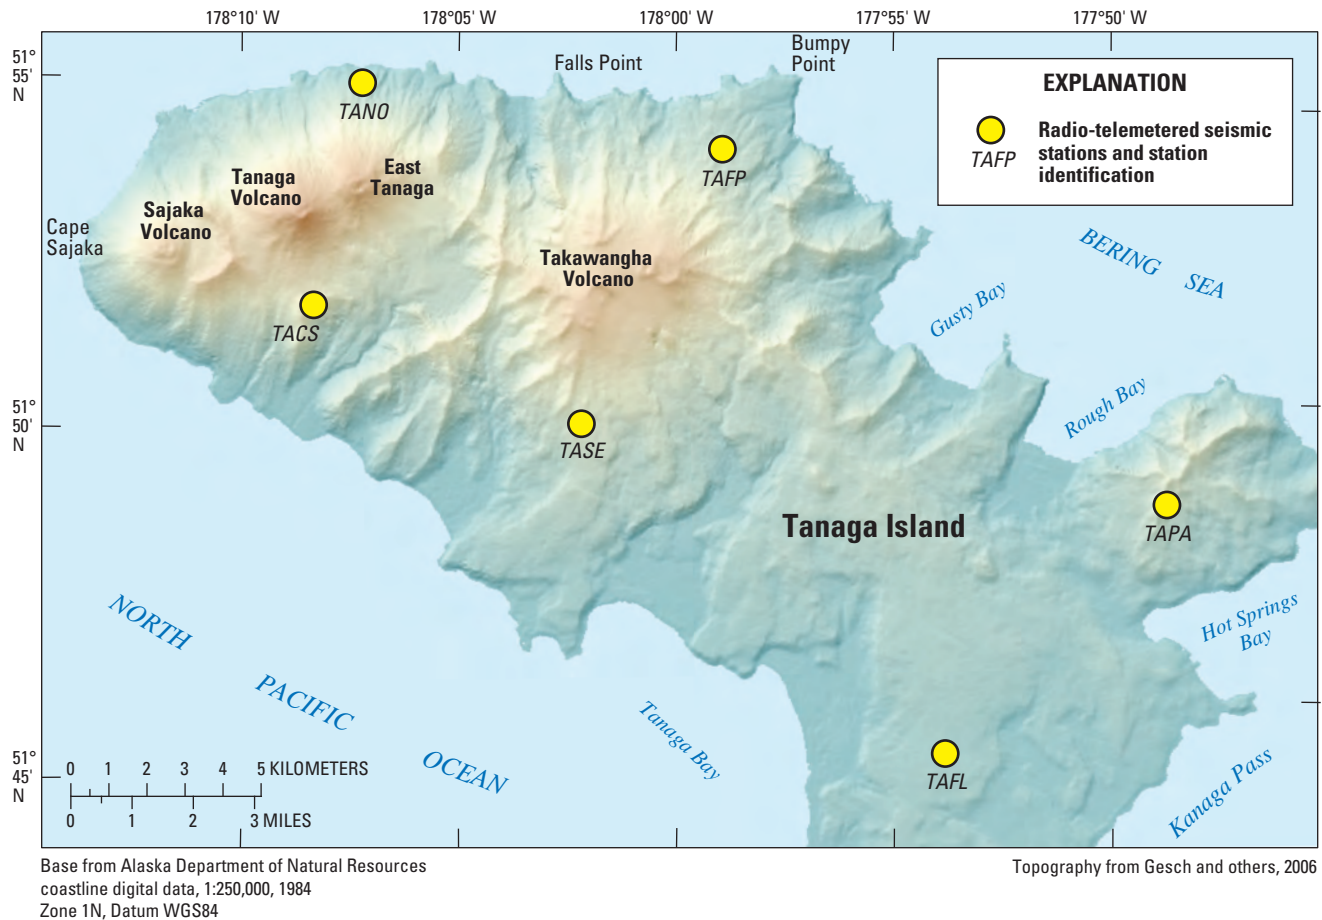 178°10' W
178°05' W
178°00' W
177°55' W
177°50' W
51°
55'
N
Falls Point
Bumpy
Point
EXPLANATION
TAFP
Radio-telemetered seismic
stations and station
identification
TANO
TAFP
East
Tanaga
Tanaga
Volcano
Sajaka
Volcano
Cape
Sajaka
Takawangha
Volcano
BERING SEA
Gusty Bay
TACS
Rough Bay
51°
50'
N
TASE
Tanaga Island
TAPA
NORTH
PACIFIC
OCEAN
Hot Springs
Bay
Tanaga Bay
Kanaga Pass
TAFL
51°
45'
N
0 1 2 3 4 5 KILOMETERS
0 1 2 3 MILES
Base from Alaska Department of Natural Resources
coastline digital data, 1:250,000, 1984
Zone 1N, Datum WGS84
Topography from Gesch and others, 2006